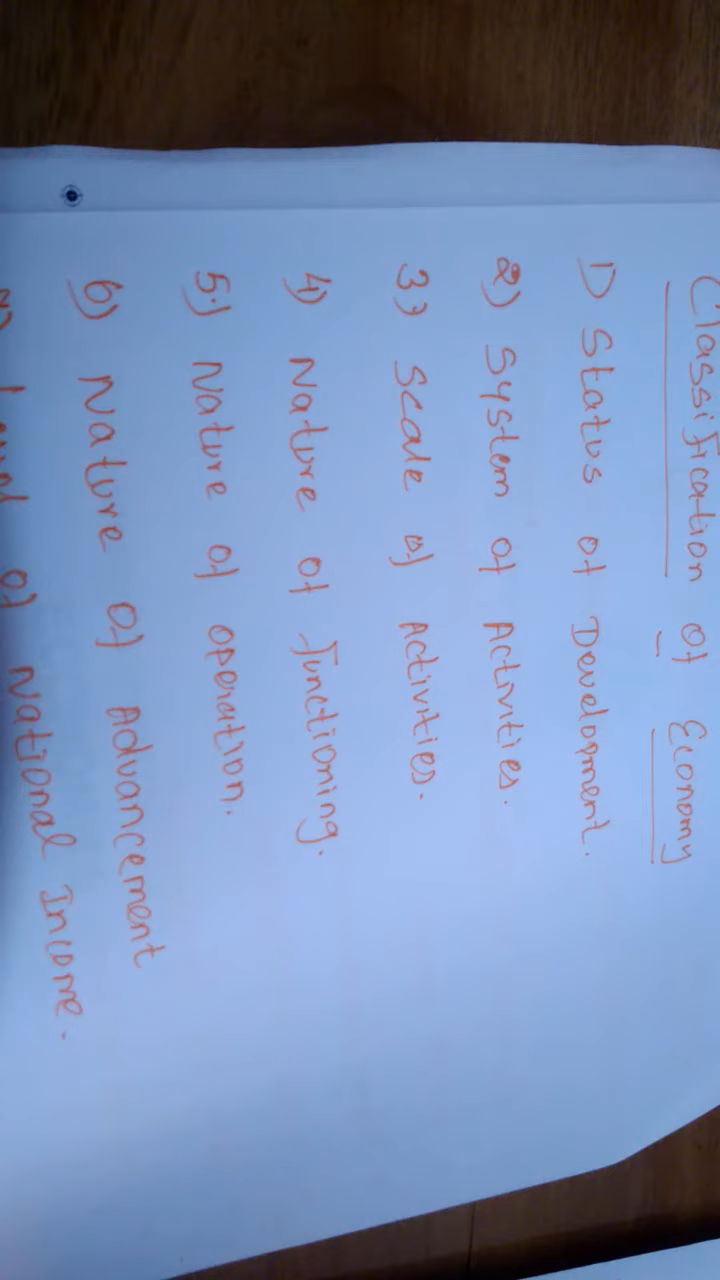 Classification of Economy
1) Status of Development.
2) System of Activities.
3) Scale of Activities.
4) Nature of functioning.
5.) Nature of operation.
6) Nature of Advancement
of National Income.